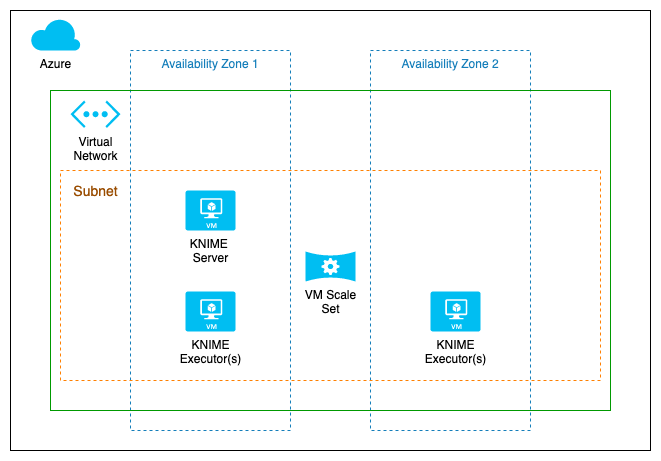 Azure
Availability Zone 1
Availability Zone 2
Virtual
Network
Subnet
VM
KNIME
Server
VM Scale
Set
VM
KNIME
Executor(s)
VM
KNIME
Executor(s)